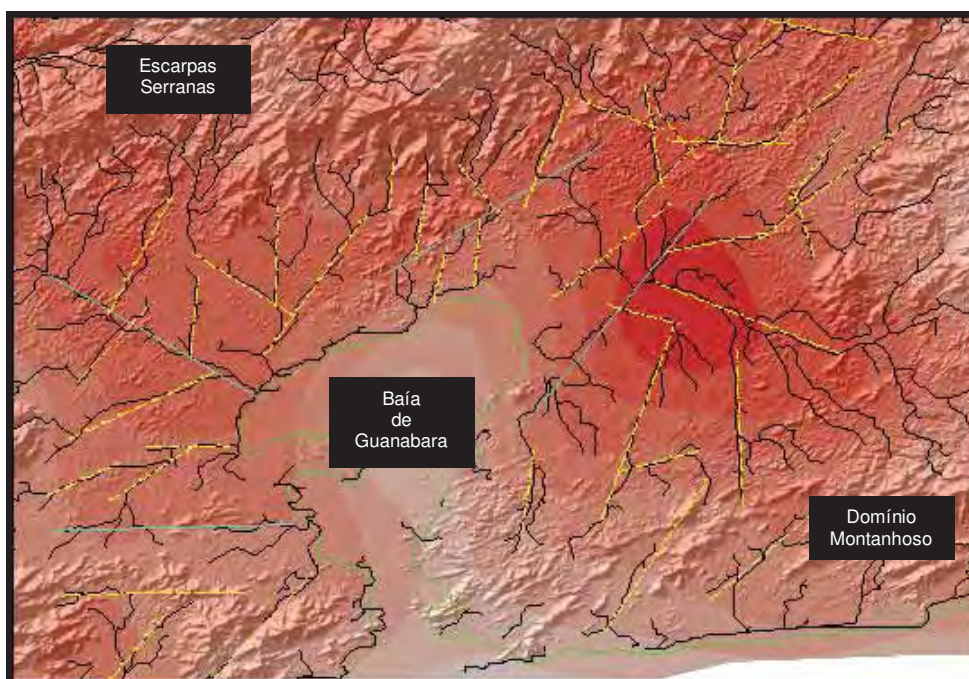 Escarpas
Serranas
Baía
de
Guanabara
Domínio
Montanhoso